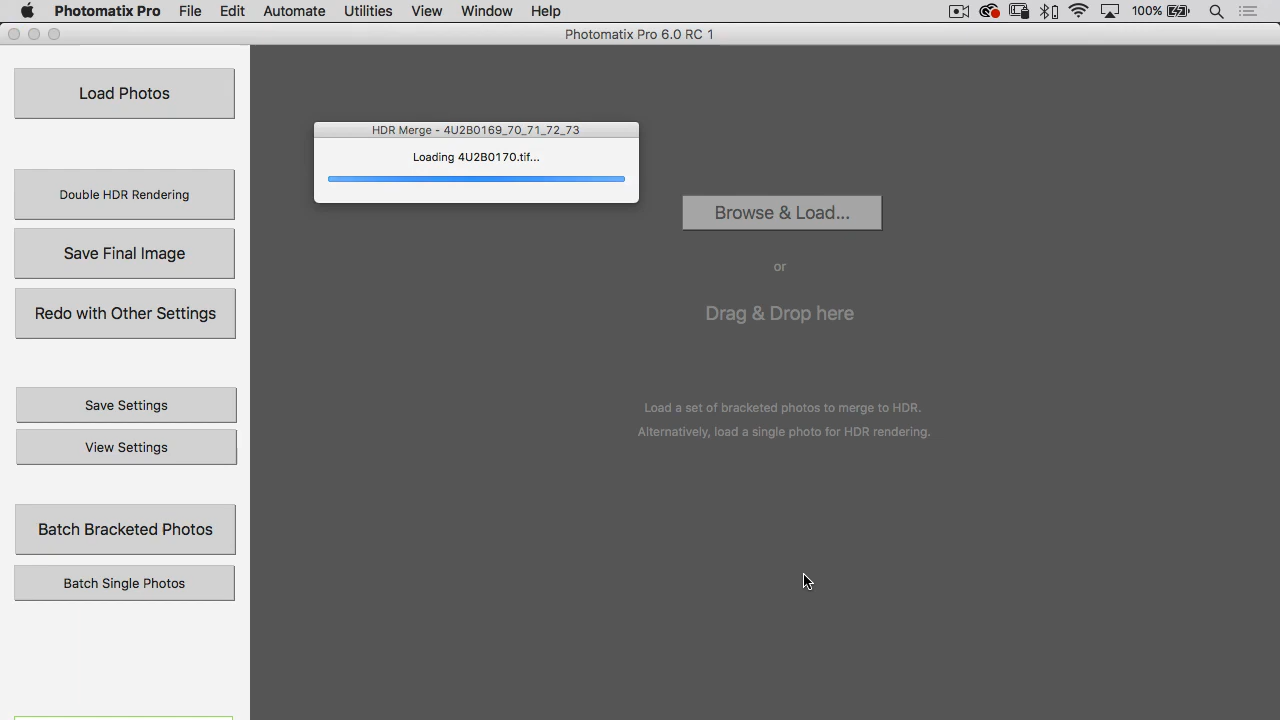 Photomatix Pro File Edit Automate Utilities View Window Help 100%
Photomatix Pro 6.0 RC 1
Load Photos
Double HDR Rendering
Save Final Image
Redo with Other Settings
Save Settings
View Settings
Batch Bracketed Photos
Batch Single Photos
HDR Merge - 4U2B0169_70_71_72_73
Loading 4U2B0170.tif...
Browse & Load...
or
Drag & Drop here
Load a set of bracketed photos to merge to HDR.
Alternatively, load a single photo for HDR rendering.